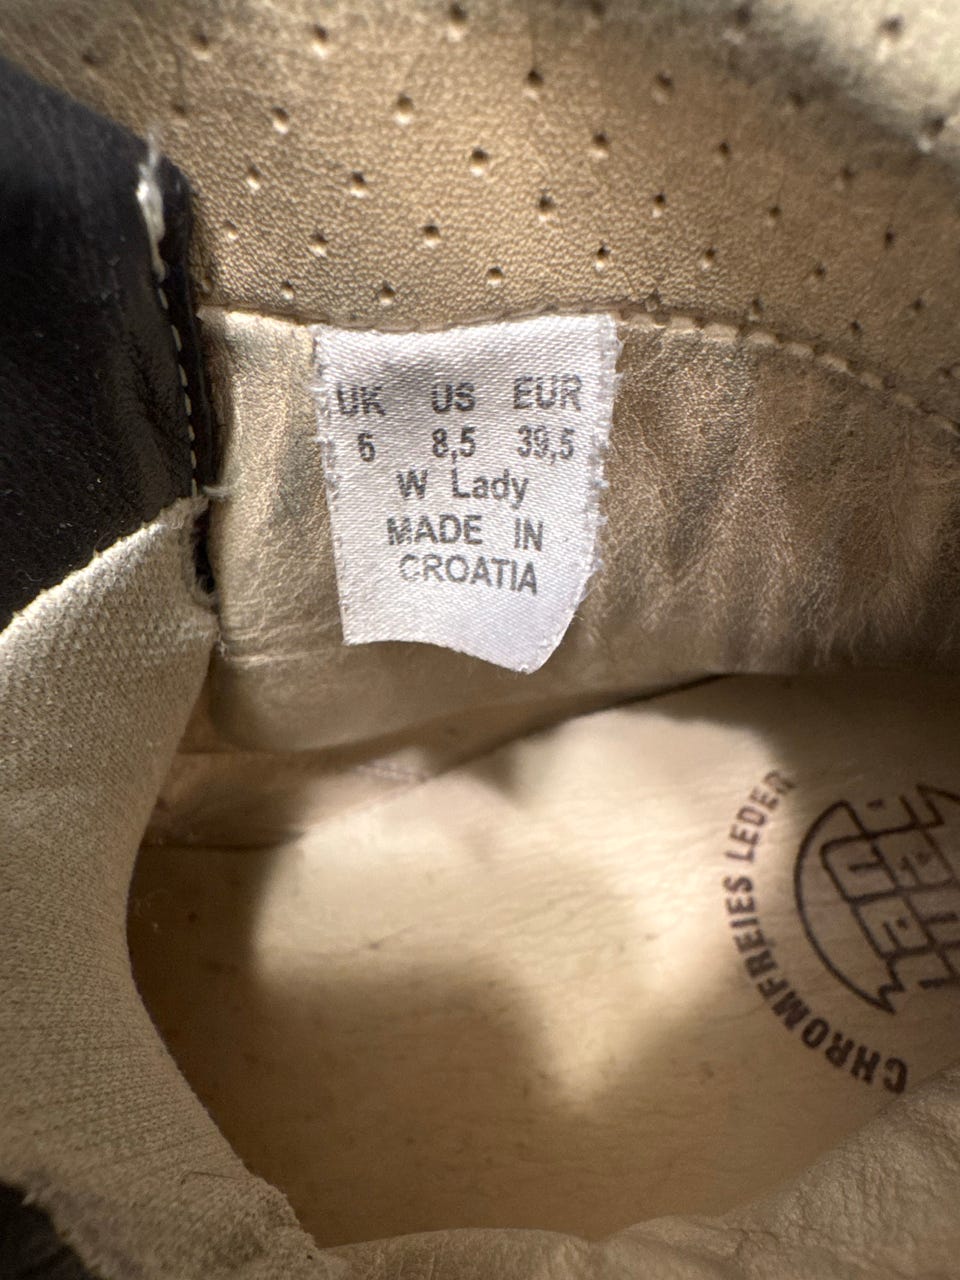 UK US EUR
6 8,5 39,5
W Lady
MADE IN
CROATIA
CHROMFREIES LEDER